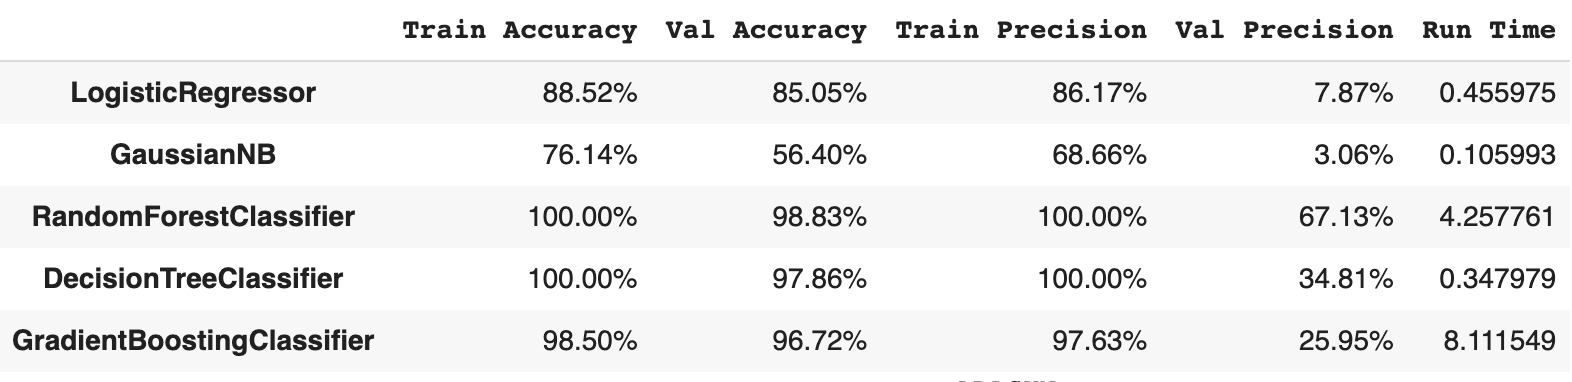 Train Accuracy Val Accuracy Train Precision Val Precision Run Time
LogisticRegressor 88.52% 85.05% 86.17% 7.87% 0.455975
GaussianNB 76.14% 56.40% 68.66% 3.06% 0.105993
RandomForestClassifier 100.00% 98.83% 100.00% 67.13% 4.257761
DecisionTreeClassifier 100.00% 97.86% 100.00% 34.81% 0.347979
GradientBoostingClassifier 98.50% 96.72% 97.63% 25.95% 8.111549